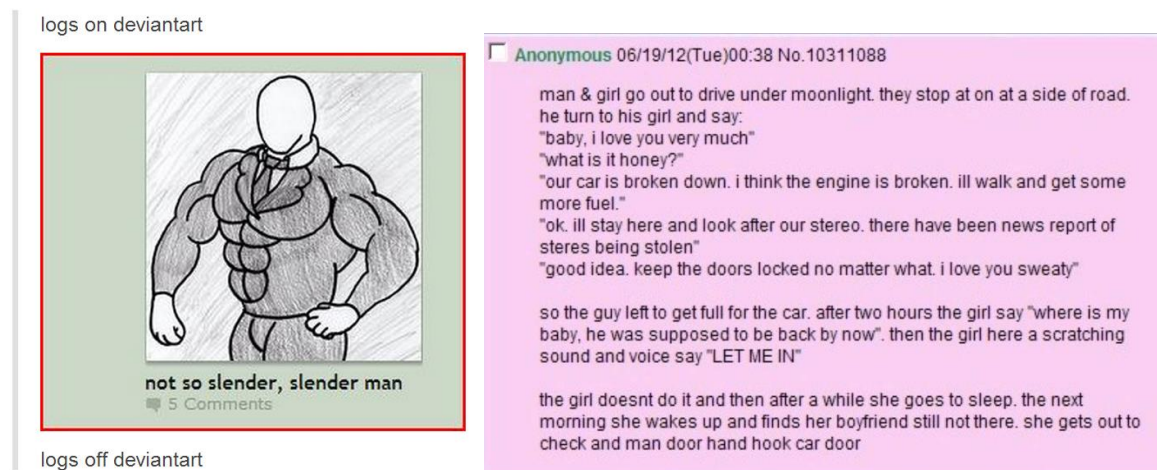 logs on deviantart
not so slender, slender man
5 Comments
logs off deviantart
Anonymous 06/19/12(Tue)00:38 No.10311088
man & girl go out to drive under moonlight. they stop at on at a side of road.
he turn to his girl and say:
"baby, i love you very much"
"what is it honey?"
"our car is broken down. i think the engine is broken. ill walk and get some
more fuel."
"ok. ill stay here and look after our stereo. there have been news report of
steres being stolen"
"good idea. keep the doors locked no matter what. i love you sweaty"
so the guy left to get full for the car. after two hours the girl say "where is my
baby, he was supposed to be back by now". then the girl here a scratching
sound and voice say "LET ME IN"
the girl doesnt do it and then after a while she goes to sleep. the next
morning she wakes up and finds her boyfriend still not there. she gets out to
check and man door hand hook car door